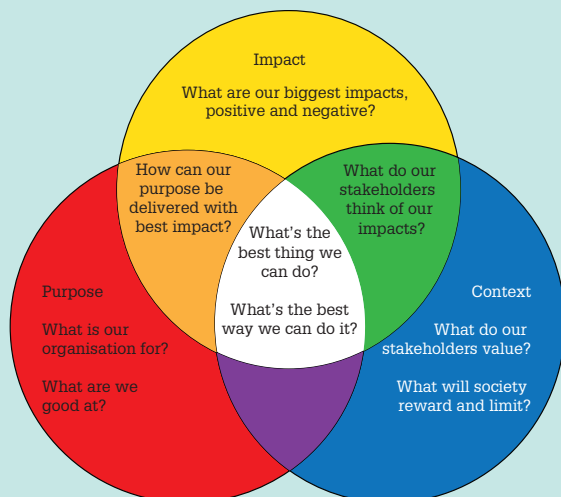 Impact
What are our biggest impacts,
positive and negative?
How can our
purpose be
delivered with
best impact?
What do our
stakeholders
think of our
impacts?
What's the
best thing we
can do?
What's the best
way we can do it?
Purpose
What is our
organisation for?
What are we
good at?
Context
What do our
stakeholders value?
What will society
reward and limit?